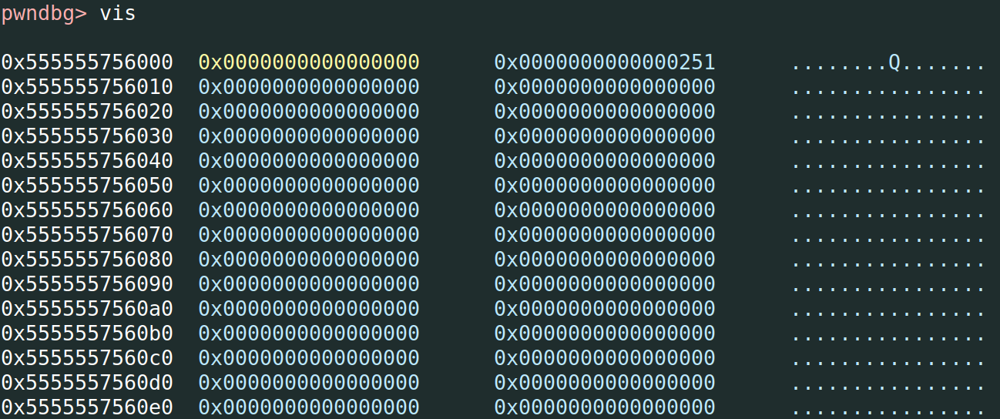 pwndbg> vis
0x555555756000 0x0000000000000000 0x0000000000000251 ........Q.......
0x555555756010 0x0000000000000000 0x0000000000000000 ................
0x555555756020 0x0000000000000000 0x0000000000000000 ................
0x555555756030 0x0000000000000000 0x0000000000000000 ................
0x555555756040 0x0000000000000000 0x0000000000000000 ................
0x555555756050 0x0000000000000000 0x0000000000000000 ................
0x555555756060 0x0000000000000000 0x0000000000000000 ................
0x555555756070 0x0000000000000000 0x0000000000000000 ................
0x555555756080 0x0000000000000000 0x0000000000000000 ................
0x555555756090 0x0000000000000000 0x0000000000000000 ................
0x5555557560a0 0x0000000000000000 0x0000000000000000 ................
0x5555557560b0 0x0000000000000000 0x0000000000000000 ................
0x5555557560c0 0x0000000000000000 0x0000000000000000 ................
0x5555557560d0 0x0000000000000000 0x0000000000000000 ................
0x5555557560e0 0x0000000000000000 0x0000000000000000 ................